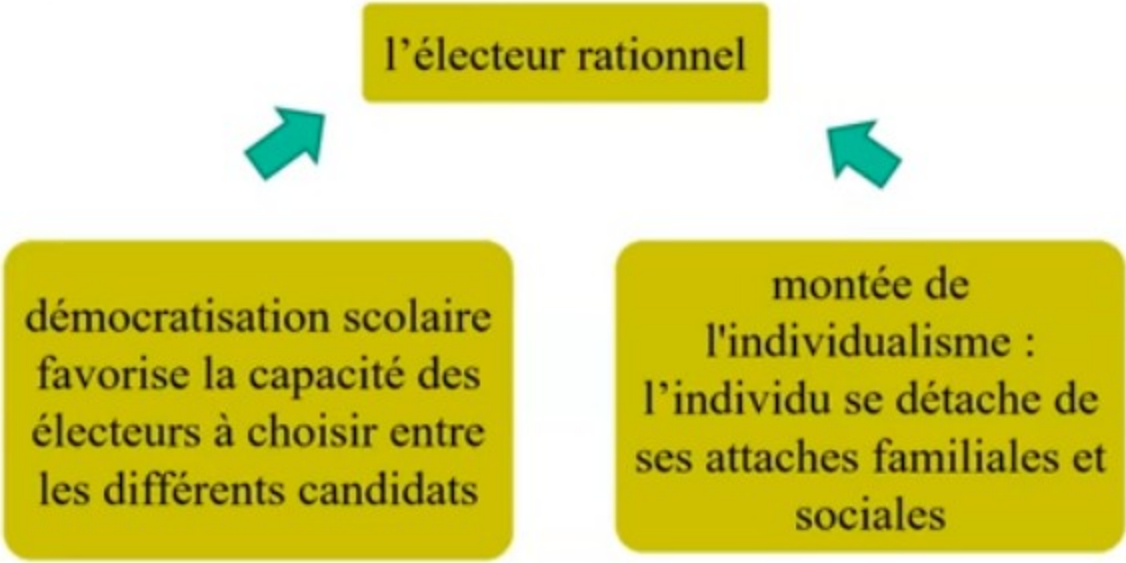 l’électeur rationnel
démocratisation scolaire
favorise la capacité des
électeurs à choisir entre
les différents candidats
montée de
l'individualisme :
l’individu se détache de
ses attaches familiales et
sociales